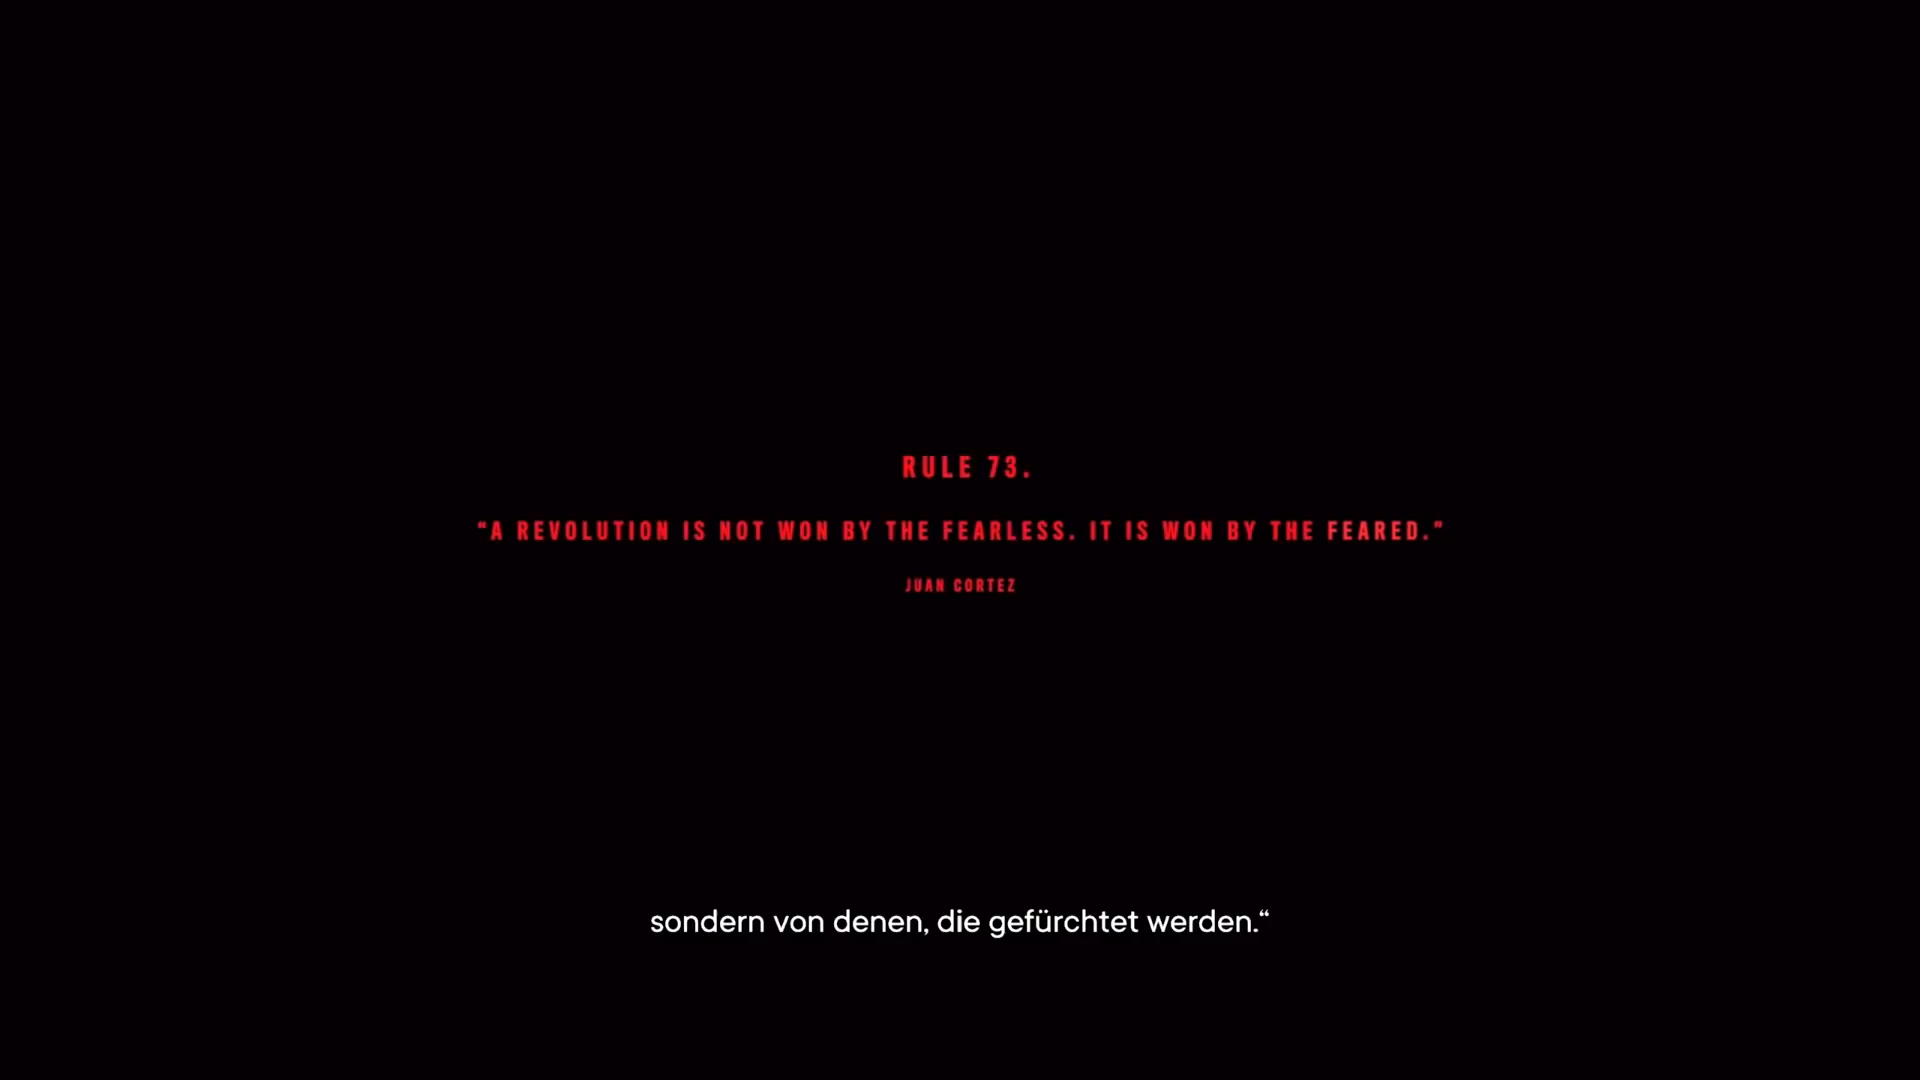 RULE 73.
“A REVOLUTION IS NOT WON BY THE FEARLESS. IT IS WON BY THE FEARED.”
JUAN CORTEZ
sondern von denen, die gefürchtet werden.“